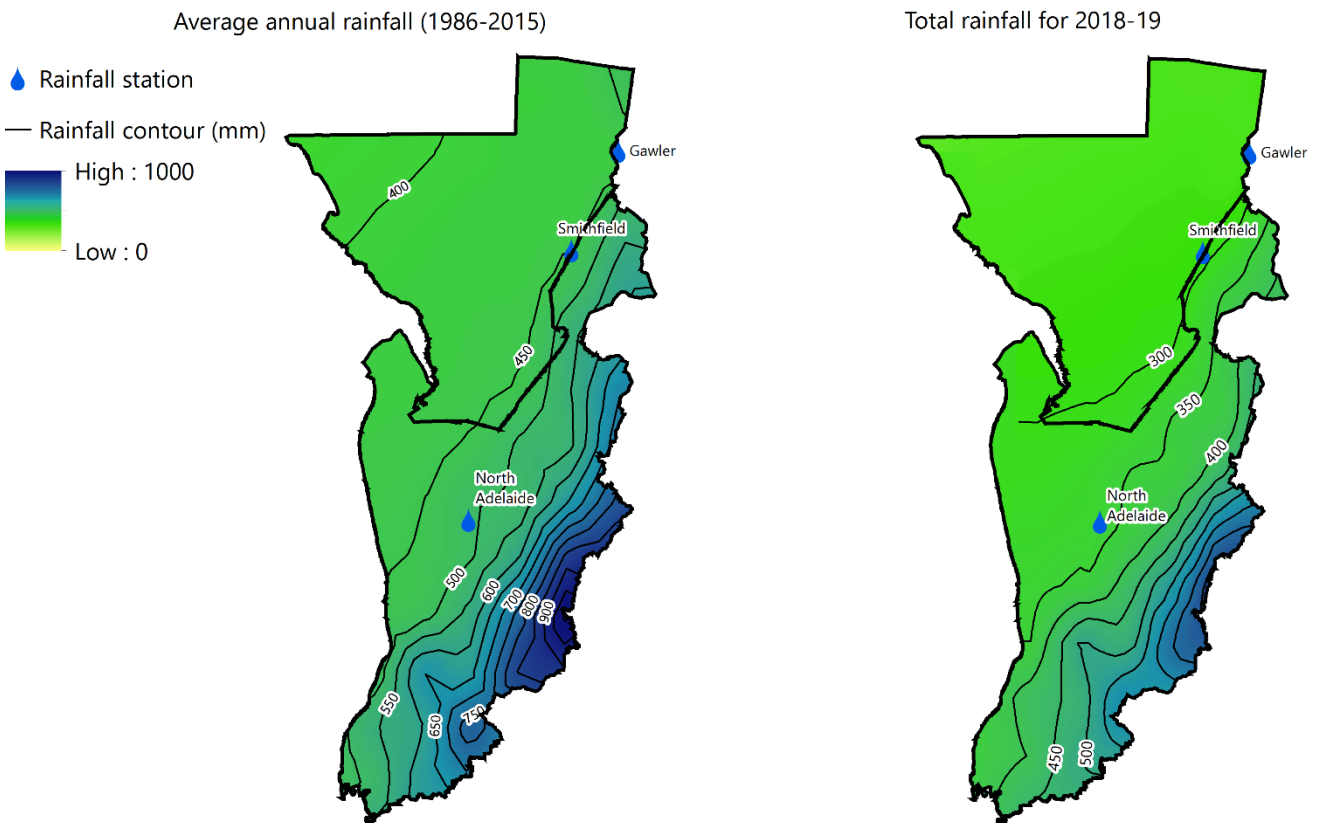 Average annual rainfall (1986-2015)
Total rainfall for 2018-19
Rainfall station
Rainfall contour (mm)
High : 1000
Low : 0
Gawler
400
Smithfield
450
North
Adelaide
500
600
700
800
900
550
650
750
Gawler
Smithfield
300
350
400
North
Adelaide
450
500